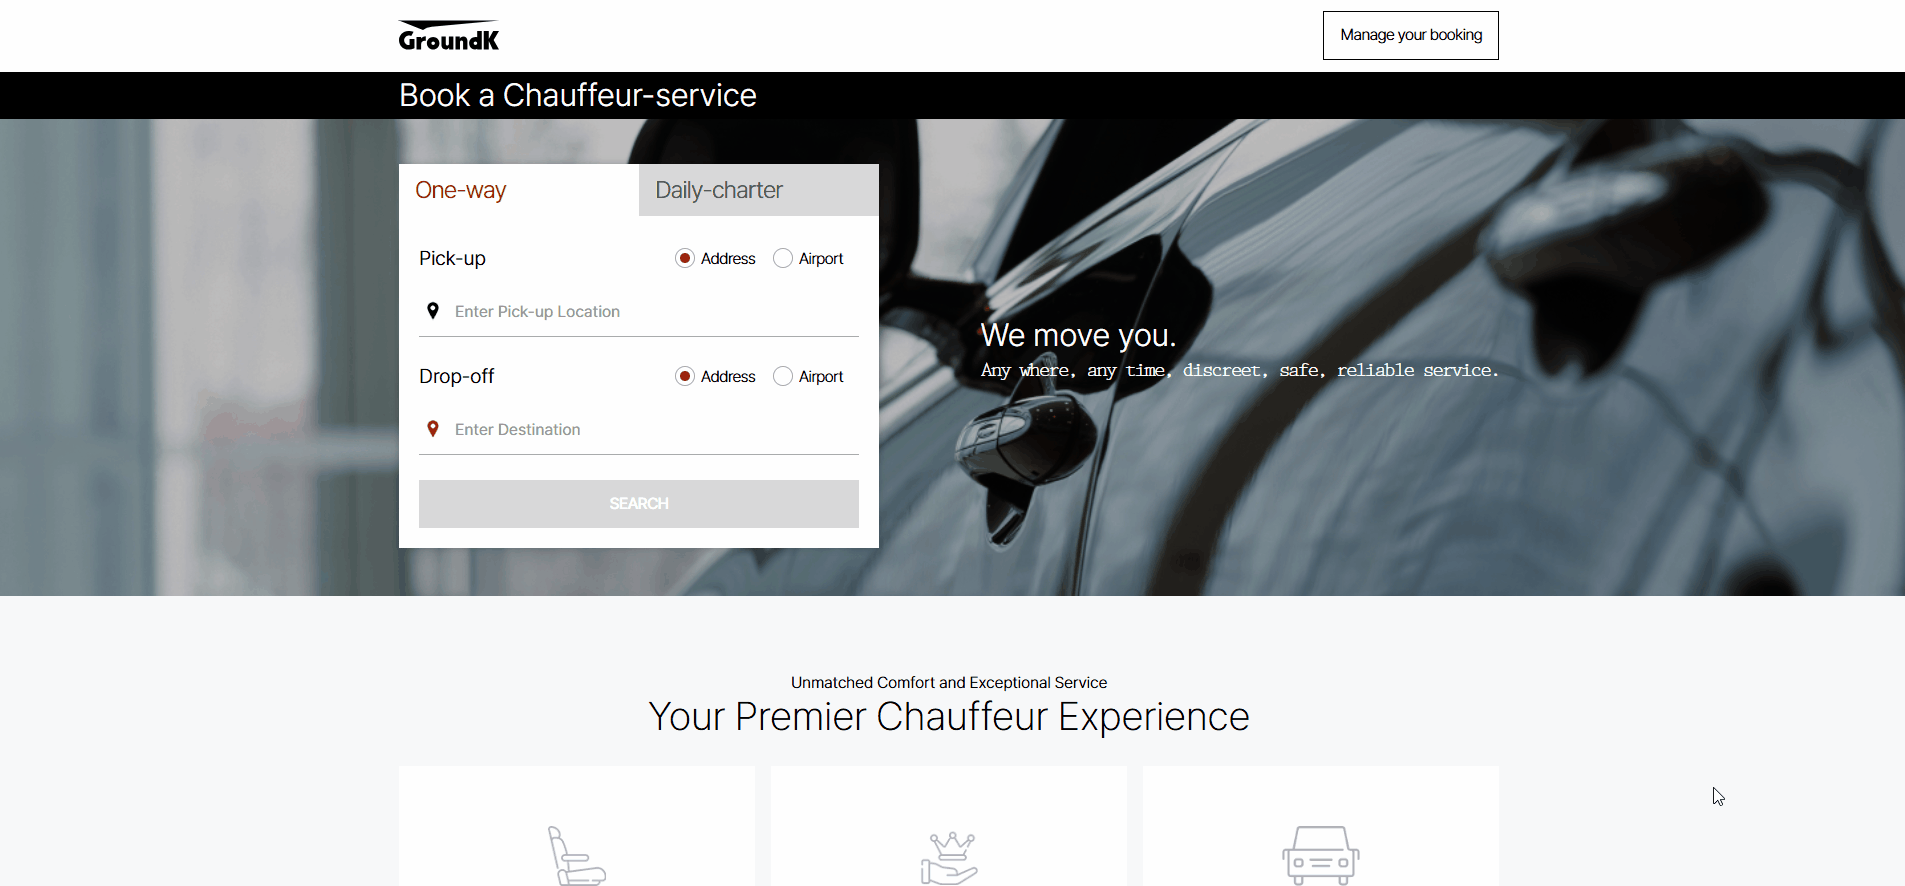 GroundK
Manage your booking
Book a Chauffeur-service
One-way
Daily-charter
Pick-up
Address
Airport
Enter Pick-up Location
Drop-off
Address
Airport
Enter Destination
SEARCH
We move you.
Any where, any time, discreet, safe, reliable service.
Unmatched Comfort and Exceptional Service
Your Premier Chauffeur Experience